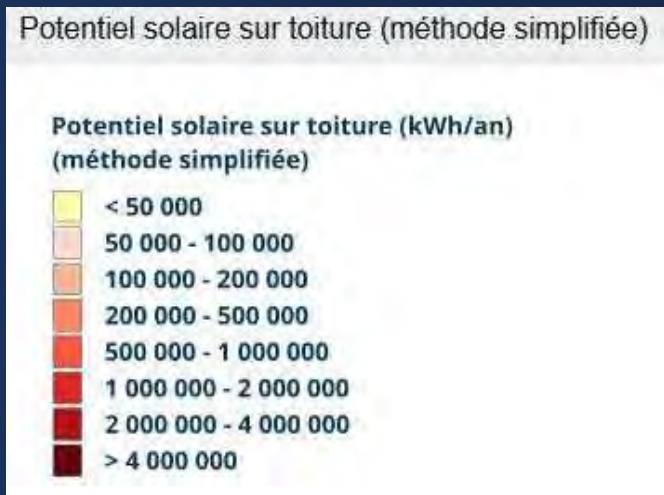 Potentiel solaire sur toiture (méthode simplifiée)
Potentiel solaire sur toiture (kWh/an)
(méthode simplifiée)
< 50 000
50 000 - 100 000
100 000 - 200 000
200 000 - 500 000
500 000 - 1 000 000
1 000 000 - 2 000 000
2 000 000 - 4 000 000
> 4 000 000